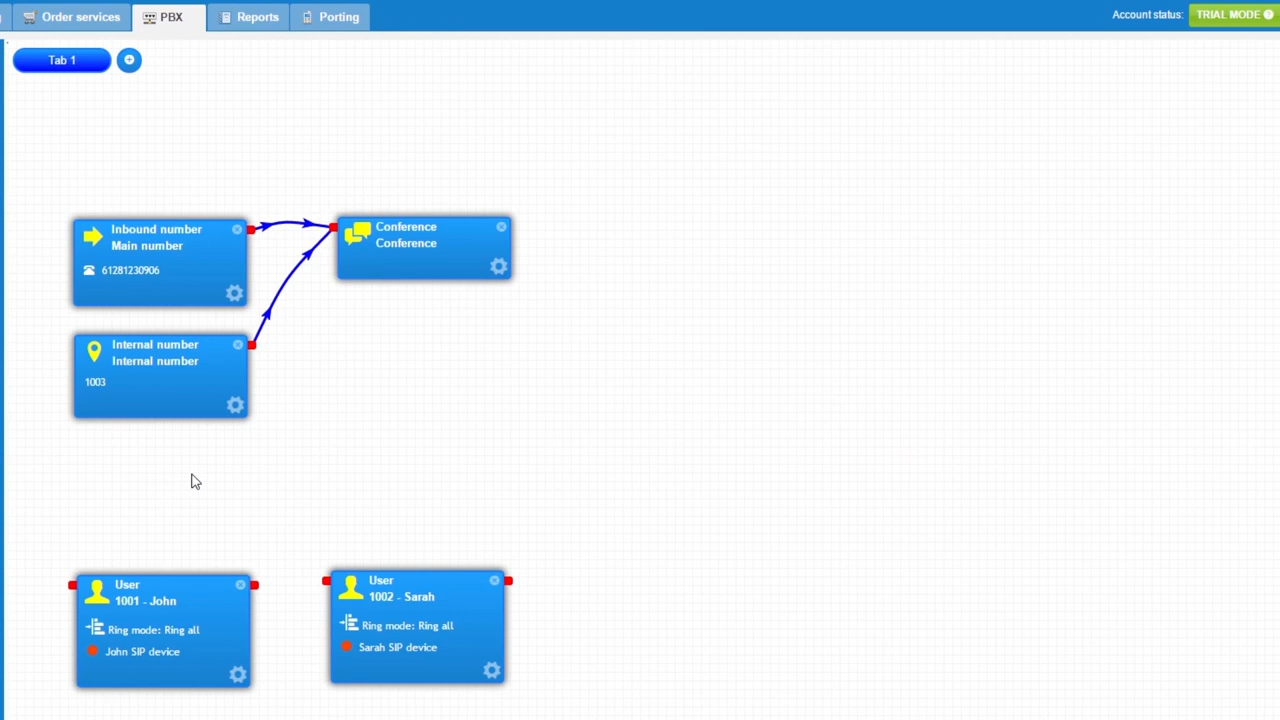 Order services
PBX
Reports
Porting
Account status:
TRIAL MODE
Tab 1
Inbound number
Main number
61281230906
Conference
Conference
Internal number
Internal number
1003
User
1001 - John
Ring mode: Ring all
John SIP device
User
1002 - Sarah
Ring mode: Ring all
Sarah SIP device